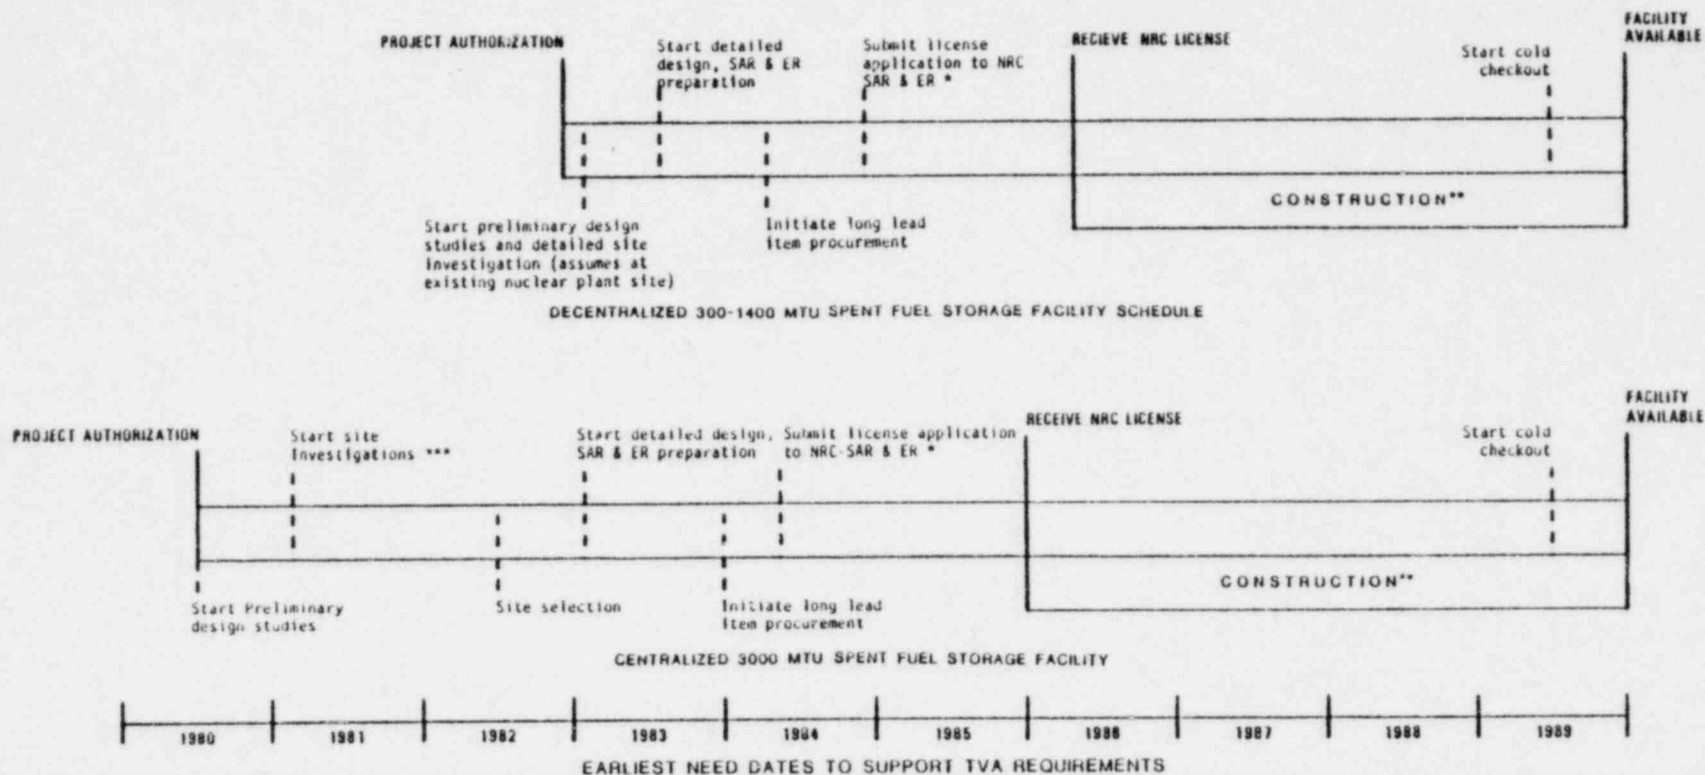 FACILITY
AVAILABLE
PROJECT AUTHORIZATION
Start detailed
design, SAR & ER
preparation
Submit license
application to NRC
SAR & ER *
RECIEVE NRC LICENSE
Start cold
checkout
CONSTRUCTION**
Start preliminary design
studies and detailed site
investigation (assumes at
existing nuclear plant site)
Initiate long lead
item procurement
DECENTRALIZED 300-1400 MTU SPENT FUEL STORAGE FACILITY SCHEDULE
FACILITY
AVAILABLE
PROJECT AUTHORIZATION
Start site
Investigations ***
Start detailed design,
SAR & ER preparation
Submit license application
to NRC-SAR & ER *
RECEIVE NRC LICENSE
Start cold
checkout
CONSTRUCTION**
Start Preliminary
design studies
Site selection
Initiate long lead
item procurement
CENTRALIZED 3000 MTU SPENT FUEL STORAGE FACILITY
1980 1981 1982 1983 1984 1985 1986 1987 1988 1989
EARLIEST NEED DATES TO SUPPORT TVA REQUIREMENTS